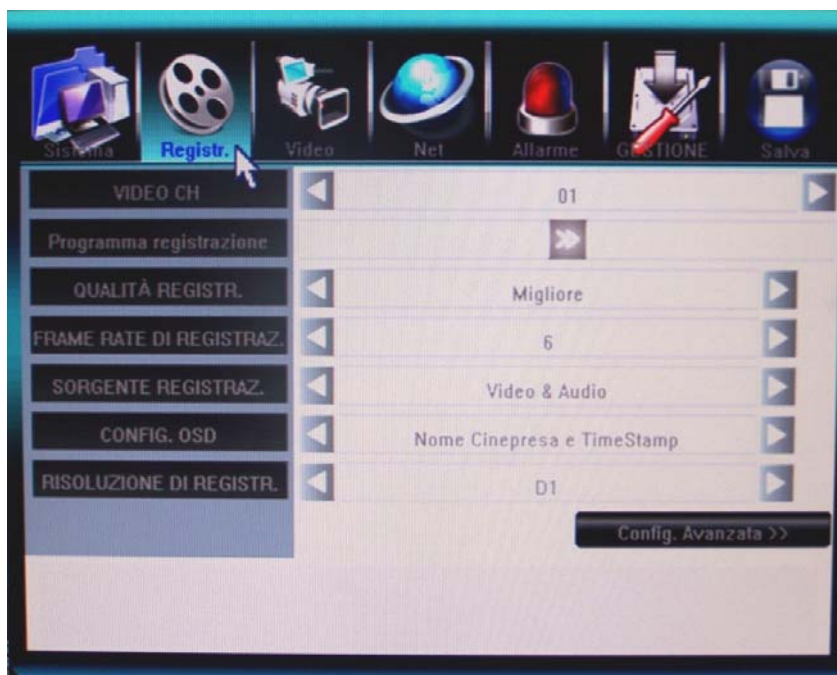 Sistema Registr. Video Net Allarme GESTIONE Salva
VIDEO CH 01
Programma registrazione
QUALITÀ REGISTR. Migliore
FRAME RATE DI REGISTRAZ. 6
SORGENTE REGISTRAZ. Video & Audio
CONFIG. OSD Nome Cinepresa e TimeStamp
RISOLUZIONE DI REGISTR. D1
Config. Avanzata >>